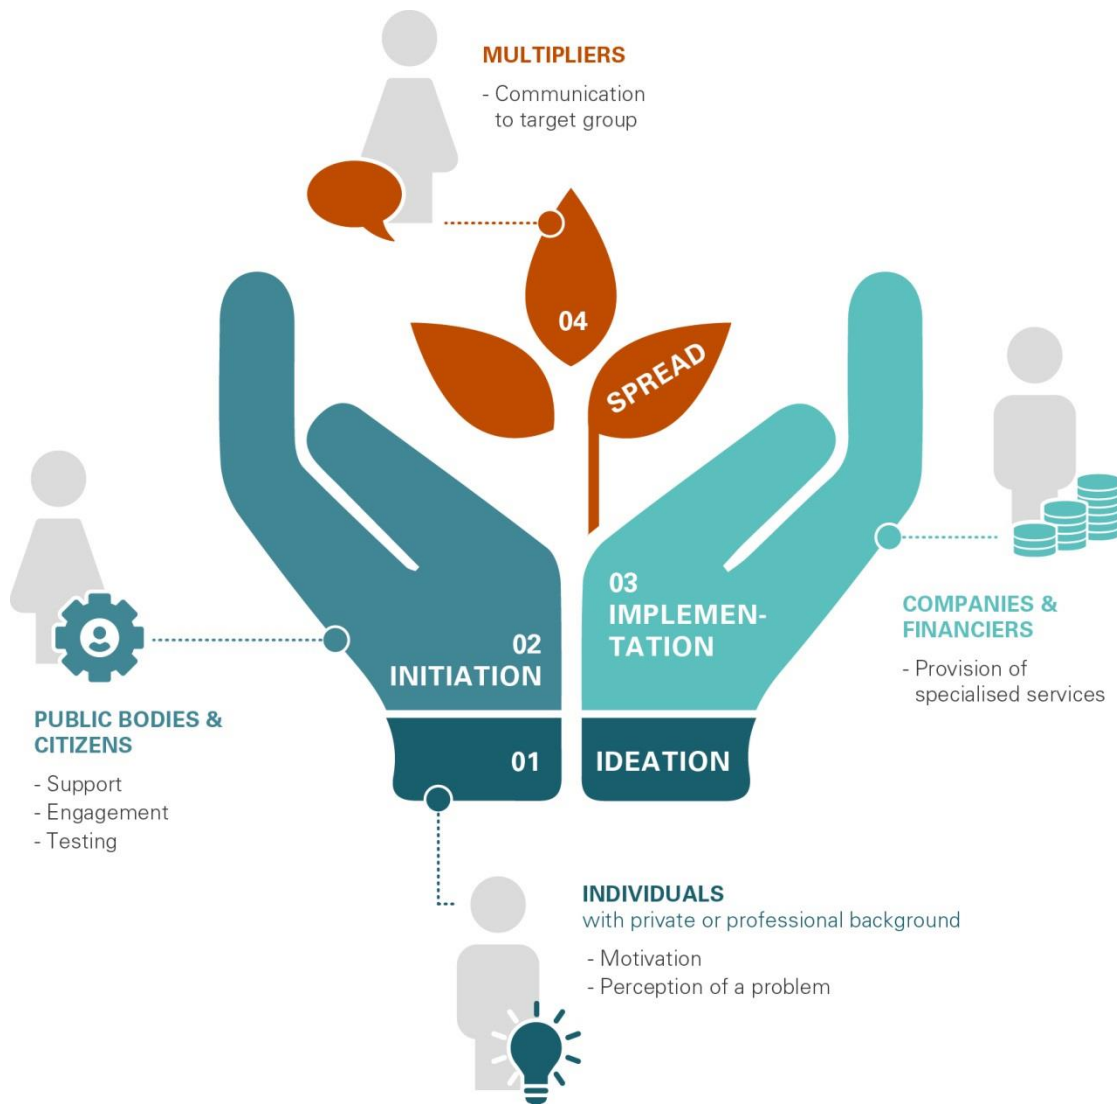 MULTIPLIERS
- Communication
to target group
04
SPREAD
02
INITIATION
03
IMPLEMEN-
TATION
COMPANIES &
FINANCIERS
- Provision of
specialised services
PUBLIC BODIES &
CITIZENS
- Support
- Engagement
- Testing
01
IDEATION
INDIVIDUALS
with private or professional background
- Motivation
- Perception of a problem